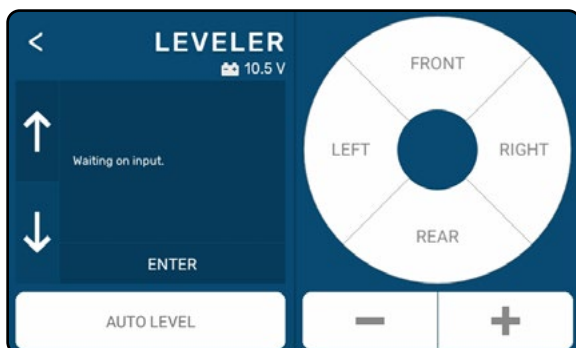 <
LEVELER
10.5 V
Waiting on input.
ENTER
AUTO LEVEL
FRONT
LEFT
RIGHT
REAR
− +